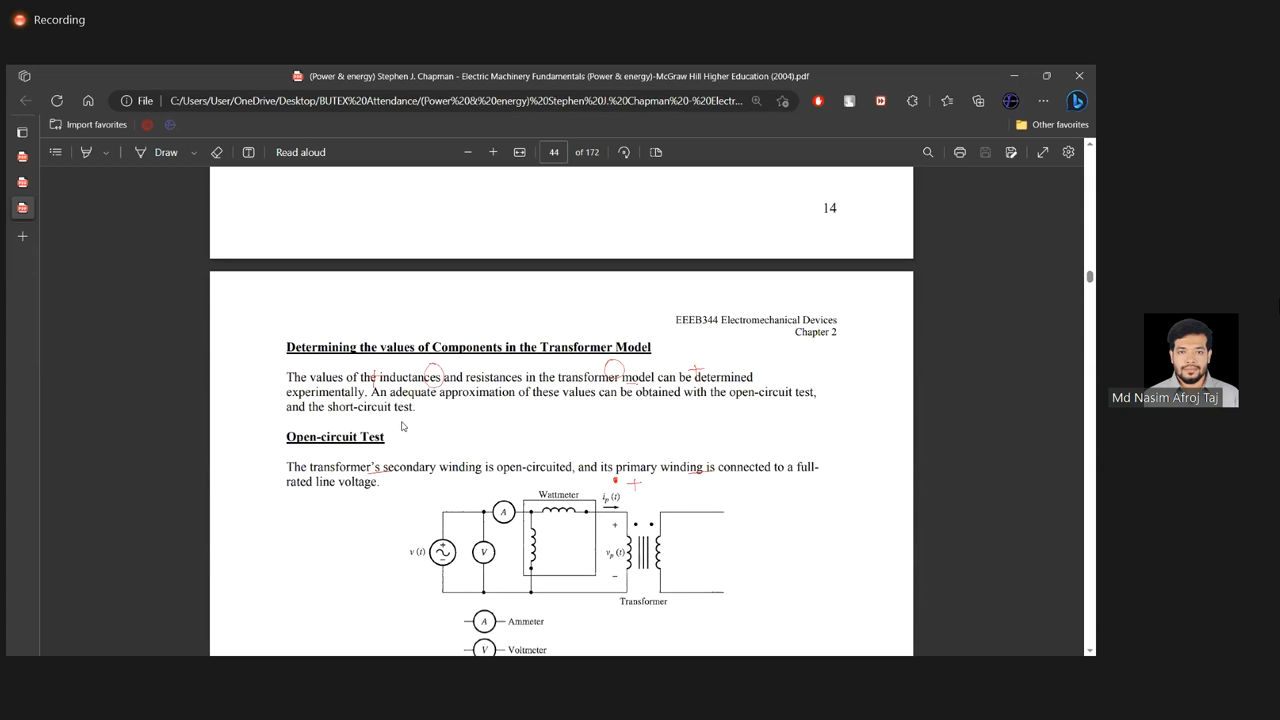 Recording
(Power & energy) Stephen J. Chapman - Electric Machinery Fundamentals (Power & energy)-McGraw Hill Higher Education (2004).pdf
File
C:/Users/User/OneDrive/Desktop/BUTEX%20Attendance/(Power%20&%20energy)%20Stephen%20J.%20Chapman%20-%20Electr...
Import favorites
Other favorites
Draw
Read aloud
44 of 172
14
EEEB344 Electromechanical Devices
Chapter 2
Determining the values of Components in the Transformer Model
The values of the inductances and resistances in the transformer model can be determined
experimentally. An adequate approximation of these values can be obtained with the open-circuit test,
and the short-circuit test.
Open-circuit Test
The transformer's secondary winding is open-circuited, and its primary winding is connected to a full-
rated line voltage.
Wattmeter
ip(t)
A
+
v(t)
+
−
V
vp(t)
−
Transformer
A Ammeter
V Voltmeter
Md Nasim Afroj Taj